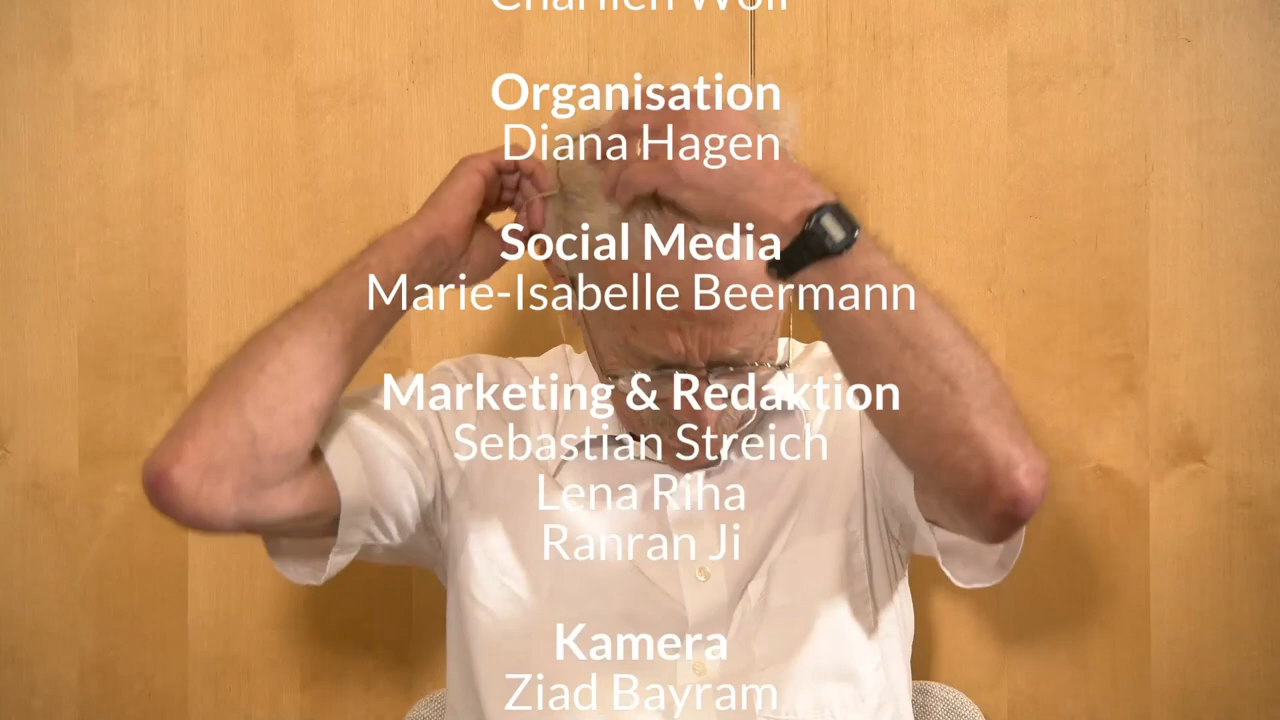 Organisation
Diana Hagen
Social Media
Marie-Isabelle Beermann
Marketing & Redaktion
Sebastian Streich
Lena Riha
Ranran Ji
Kamera
Ziad Bayram